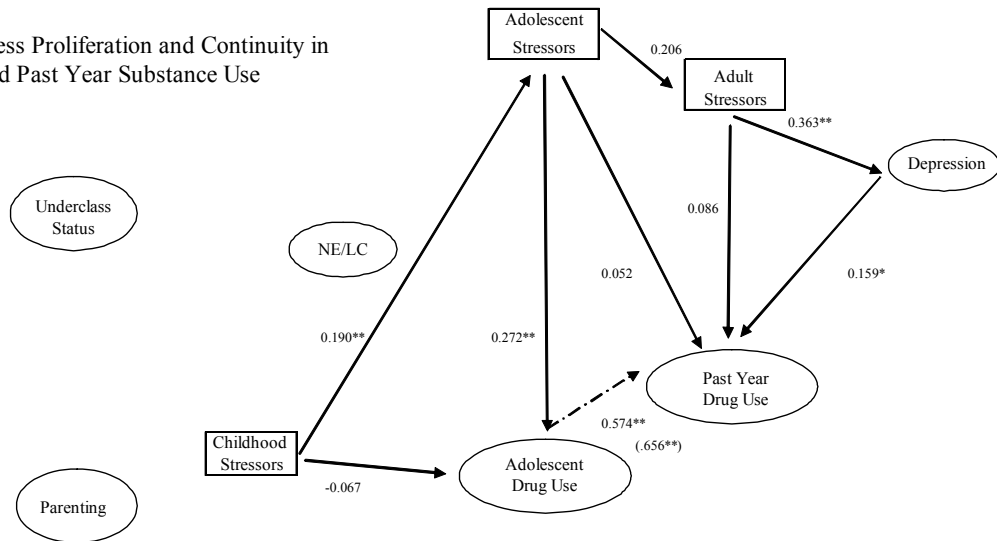 ess Proliferation and Continuity in
d Past Year Substance Use
Adolescent
Stressors
0.206
Adult
Stressors
0.363**
Depression
Underclass
Status
NE/LC
0.086
0.052
0.159*
0.190**
0.272**
Past Year
Drug Use
0.574**
(.656**)
Childhood
Stressors
-0.067
Adolescent
Drug Use
Parenting